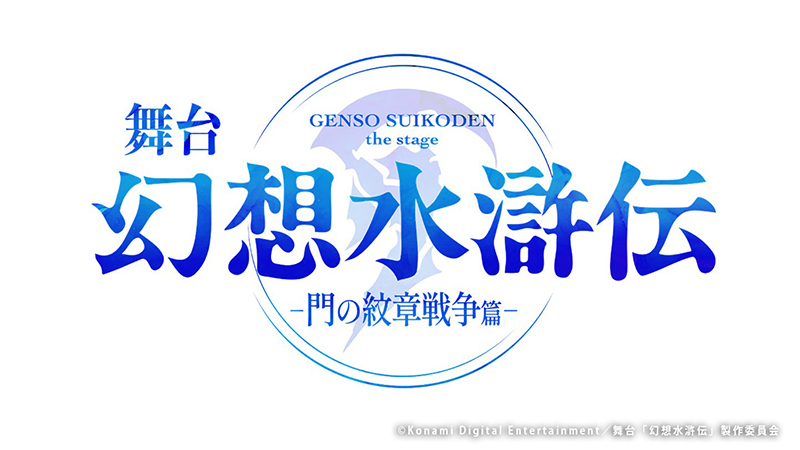 GENSO SUIKODEN
the stage
舞台
幻想水滸伝
–門の紋章戦争篇–
©Konami Digital Entertainment／舞台「幻想水滸伝」製作委員会